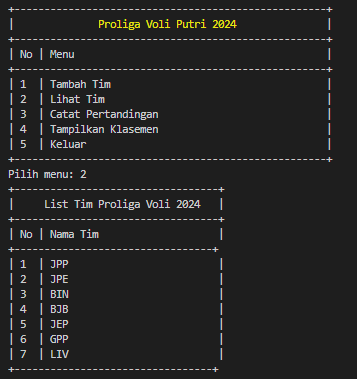 +----------------------------------------------------+
|              Proliga Voli Putri 2024               |
+----------------------------------------------------+
| No | Menu                                          |
+----------------------------------------------------+
| 1  | Tambah Tim                                    |
| 2  | Lihat Tim                                     |
| 3  | Catat Pertandingan                            |
| 4  | Tampilkan Klasemen                            |
| 5  | Keluar                                        |
+----------------------------------------------------+
Pilih menu: 2
+----------------------------------+
|     List Tim Proliga Voli 2024   |
+----------------------------------+
| No | Nama Tim                    |
+---------------------------------+
| 1  | JPP                         |
| 2  | JPE                         |
| 3  | BIN                         |
| 4  | BJB                         |
| 5  | JEP                         |
| 6  | GPP                         |
| 7  | LIV                         |
+---------------------------------+